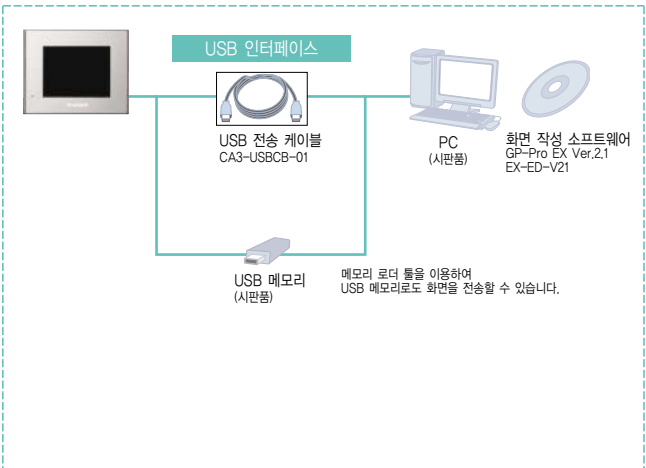 USB 인터페이스
USB 전송 케이블
CA3-USBCB-01
PC
(시판품)
화면 작성 소프트웨어
GP-Pro EX Ver.2.1
EX-ED-V21
USB 메모리
(시판품)
메모리 로더 툴을 이용하여
USB 메모리로도 화면을 전송할 수 있습니다.